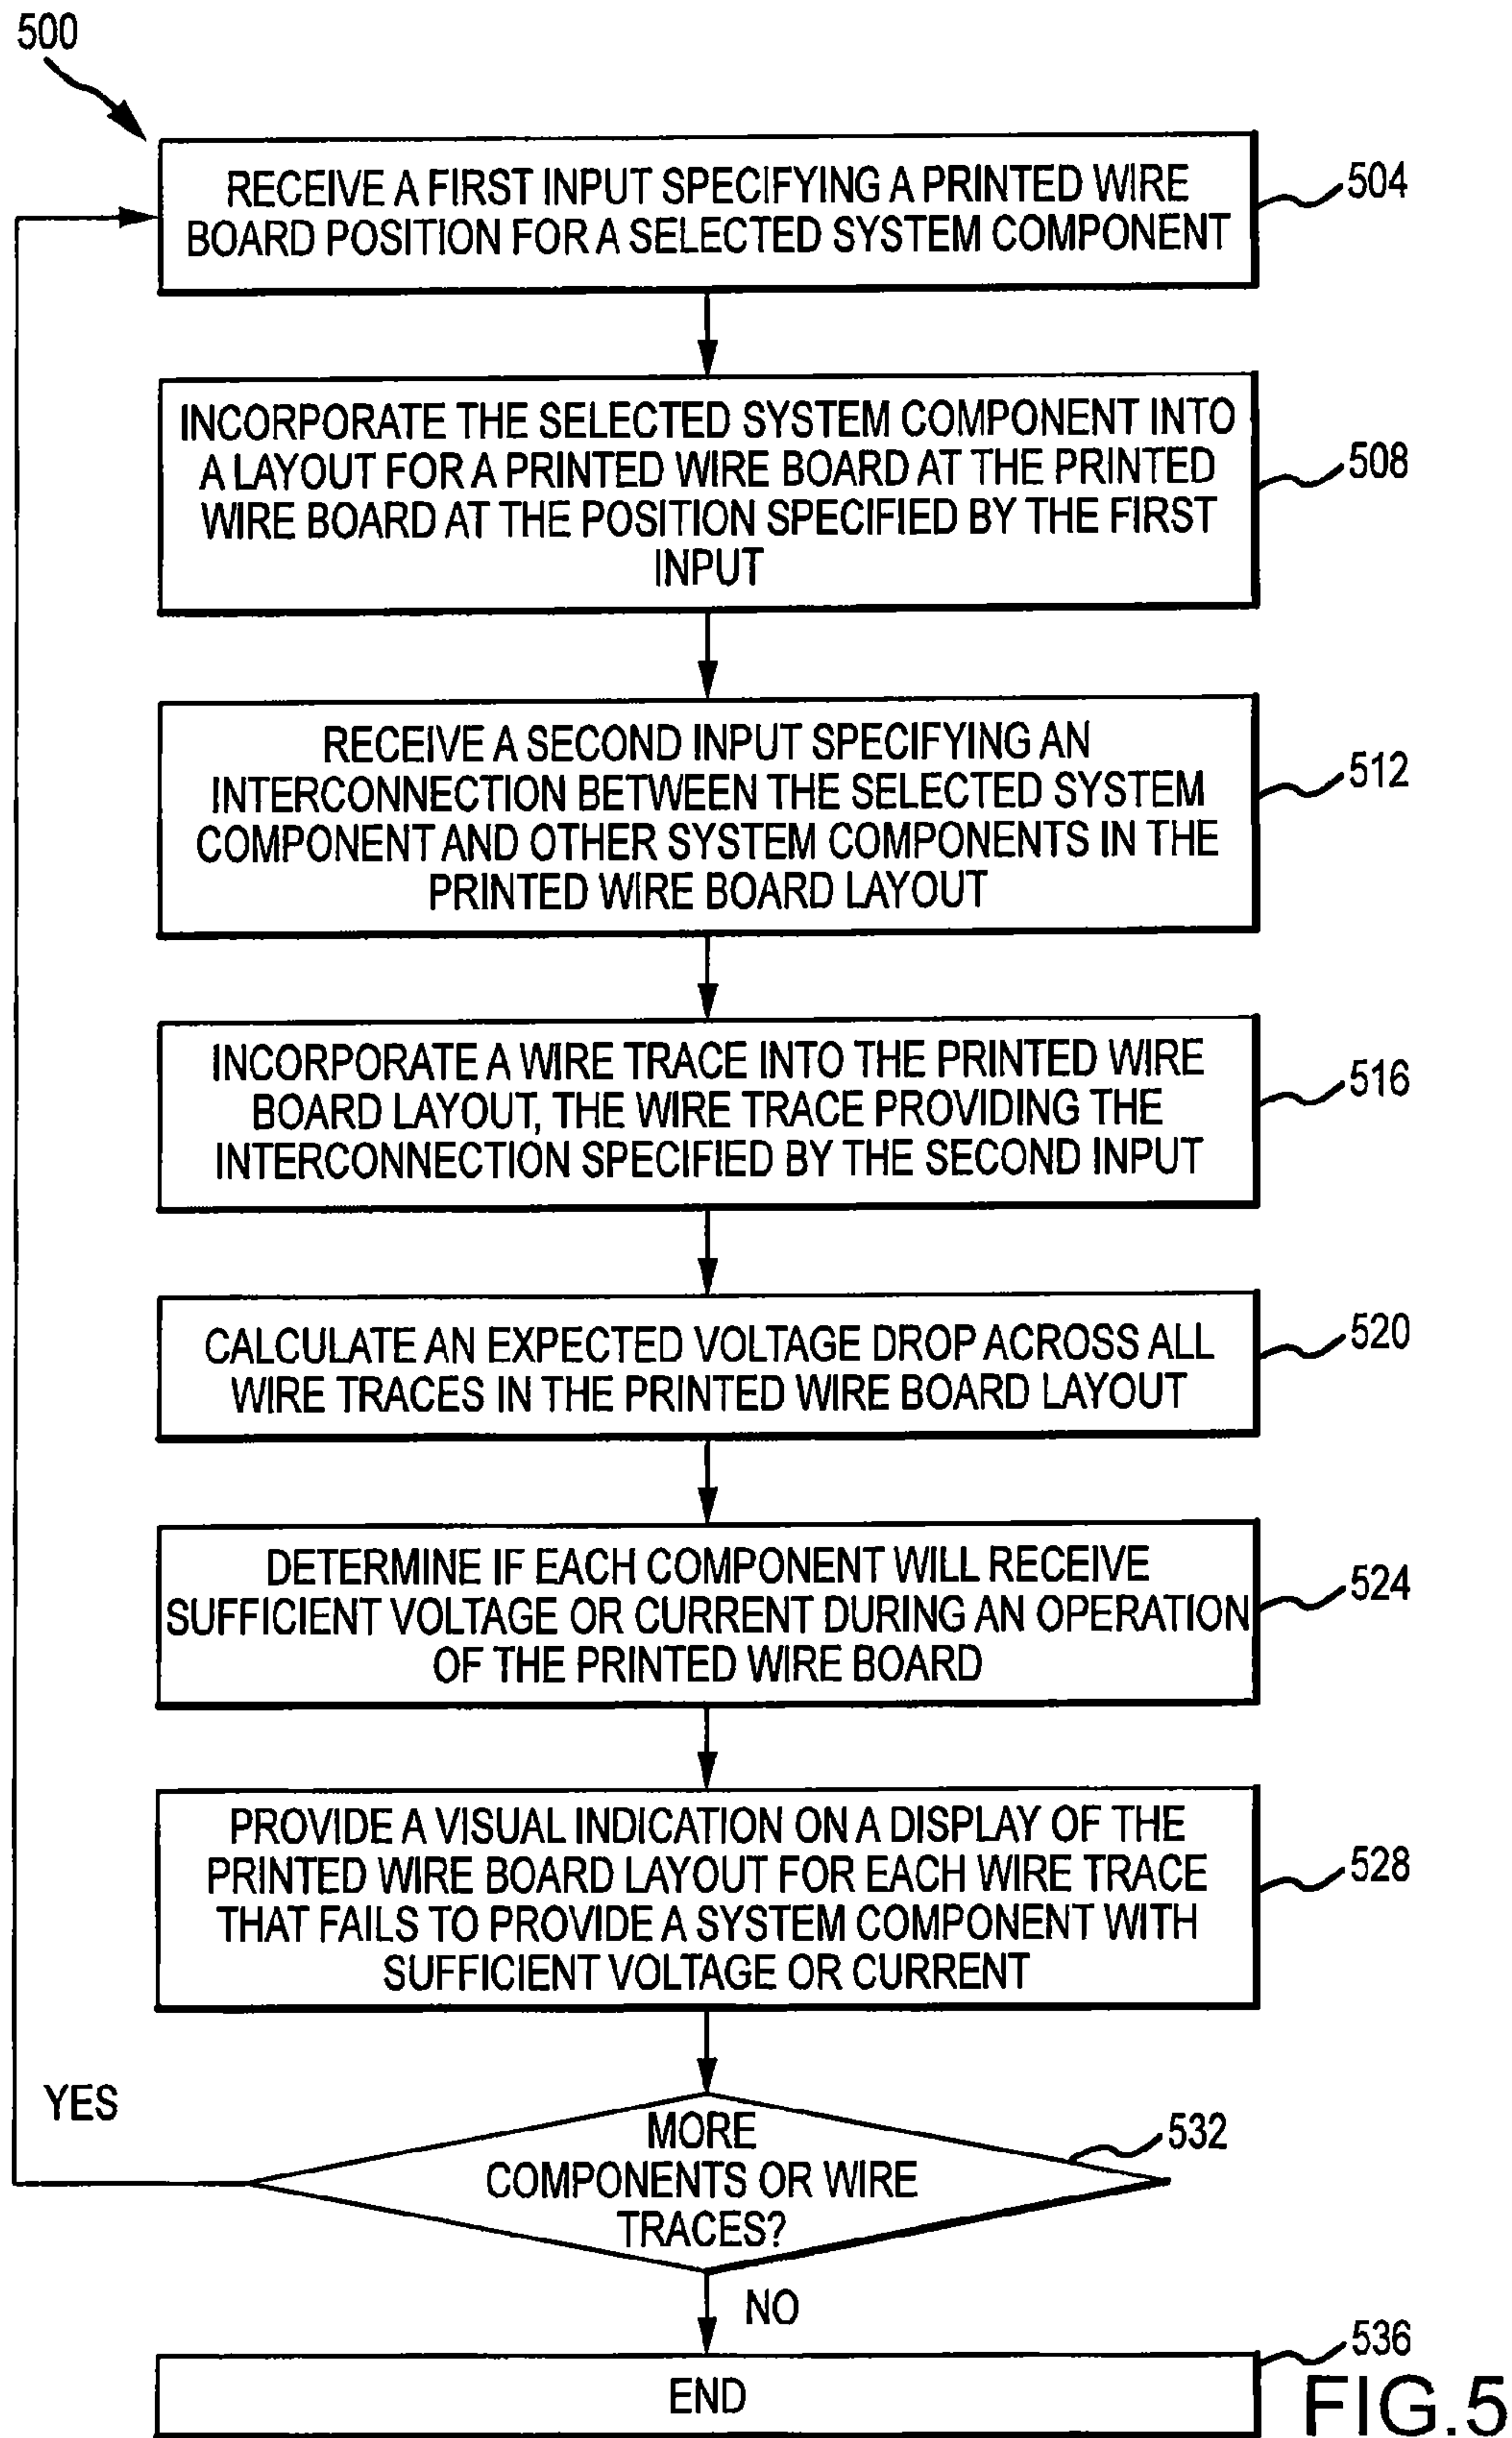 500
RECEIVE A FIRST INPUT SPECIFYING A PRINTED WIRE
BOARD POSITION FOR A SELECTED SYSTEM COMPONENT
504
INCORPORATE THE SELECTED SYSTEM COMPONENT INTO
A LAYOUT FOR A PRINTED WIRE BOARD AT THE PRINTED
WIRE BOARD AT THE POSITION SPECIFIED BY THE FIRST
INPUT
508
RECEIVE A SECOND INPUT SPECIFYING AN
INTERCONNECTION BETWEEN THE SELECTED SYSTEM
COMPONENT AND OTHER SYSTEM COMPONENTS IN THE
PRINTED WIRE BOARD LAYOUT
512
INCORPORATE A WIRE TRACE INTO THE PRINTED WIRE
BOARD LAYOUT, THE WIRE TRACE PROVIDING THE
INTERCONNECTION SPECIFIED BY THE SECOND INPUT
516
CALCULATE AN EXPECTED VOLTAGE DROP ACROSS ALL
WIRE TRACES IN THE PRINTED WIRE BOARD LAYOUT
520
DETERMINE IF EACH COMPONENT WILL RECEIVE
SUFFICIENT VOLTAGE OR CURRENT DURING AN OPERATION
OF THE PRINTED WIRE BOARD
524
PROVIDE A VISUAL INDICATION ON A DISPLAY OF THE
PRINTED WIRE BOARD LAYOUT FOR EACH WIRE TRACE
THAT FAILS TO PROVIDE A SYSTEM COMPONENT WITH
SUFFICIENT VOLTAGE OR CURRENT
528
YES
MORE
COMPONENTS OR WIRE
TRACES?
532
NO
END
536
FIG.5